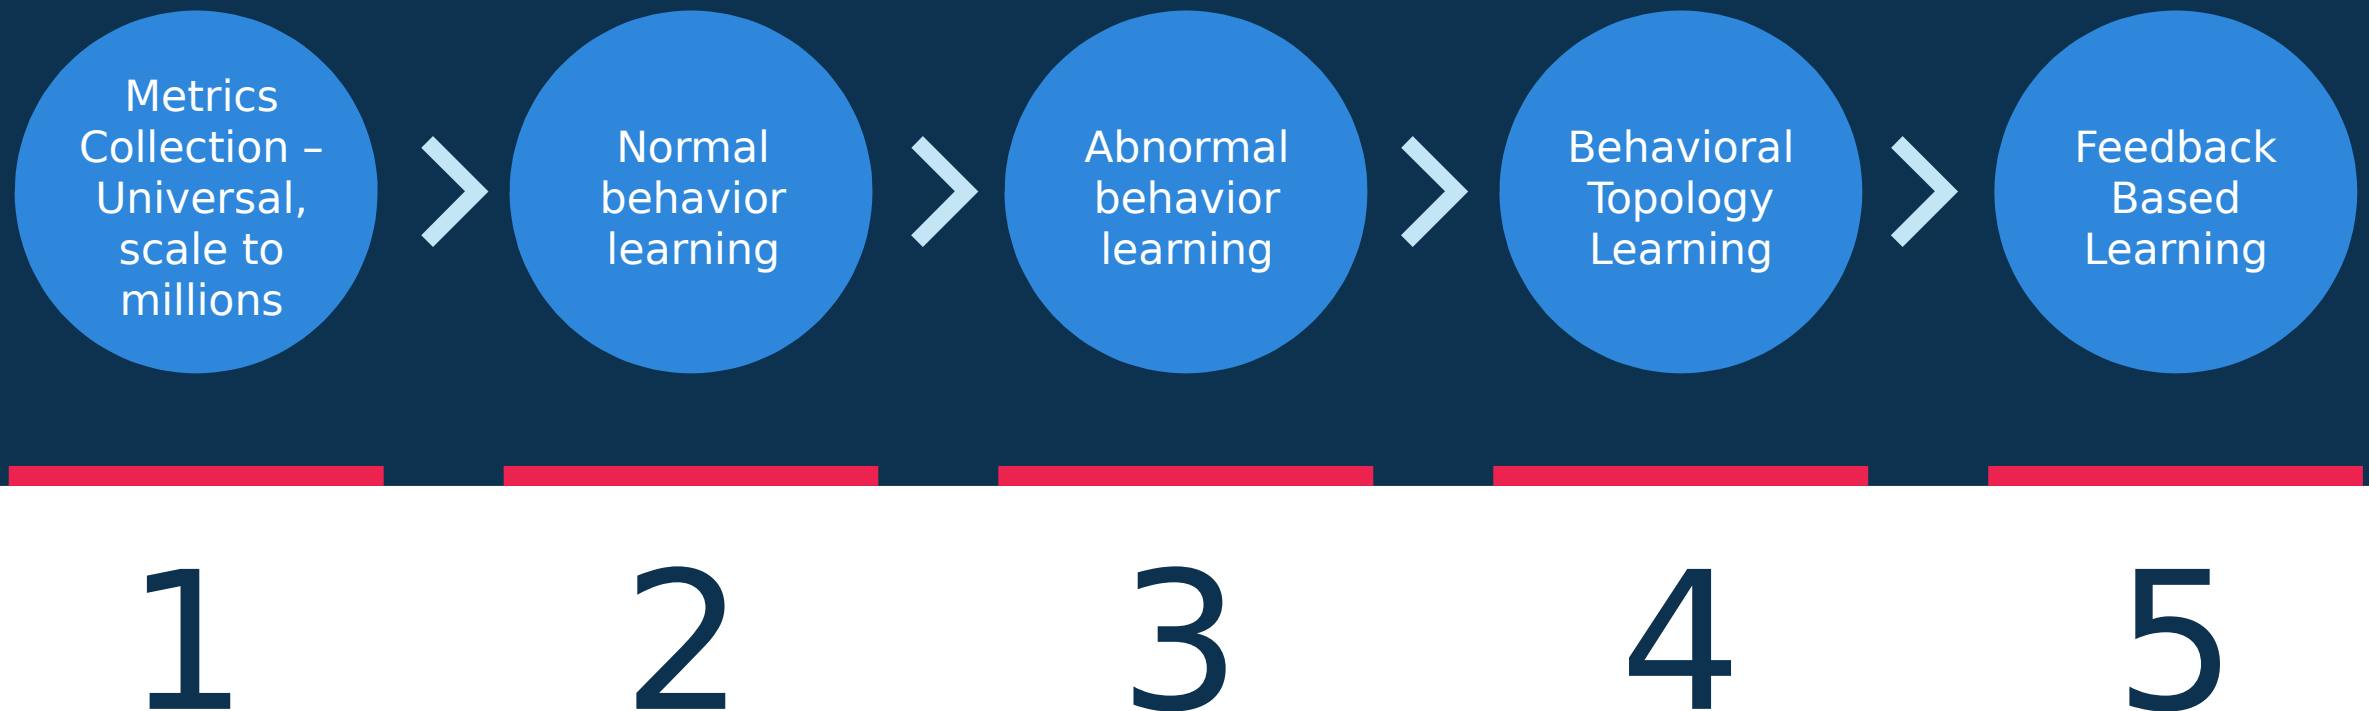 Metrics
Collection –
Universal,
scale to
millions
Normal
behavior
learning
Abnormal
behavior
learning
Behavioral
Topology
Learning
Feedback
Based
Learning
1
2
3
4
5